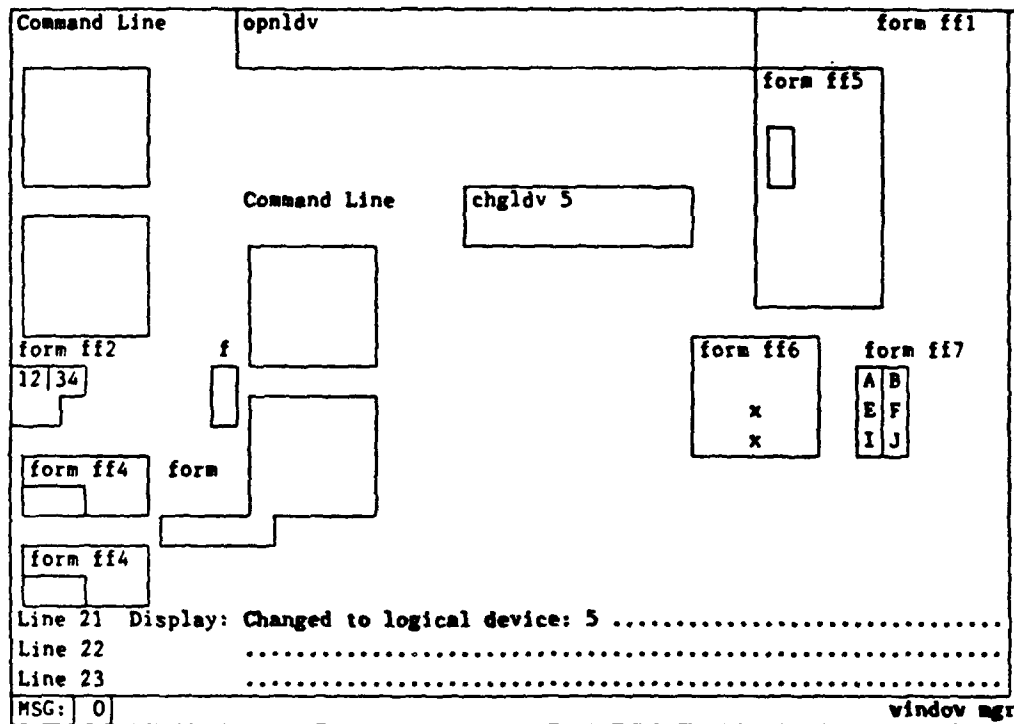 Command Line opnldv form ff1
form ff5
Command Line chgldv 5
form ff2 f form ff6 form ff7
12 34 A B
x E F
x I J
form ff4 form
form ff4
Line 21 Display: Changed to logical device: 5 ...............................
Line 22 .............................................................
Line 23 .............................................................
MSG: 0 window mgr